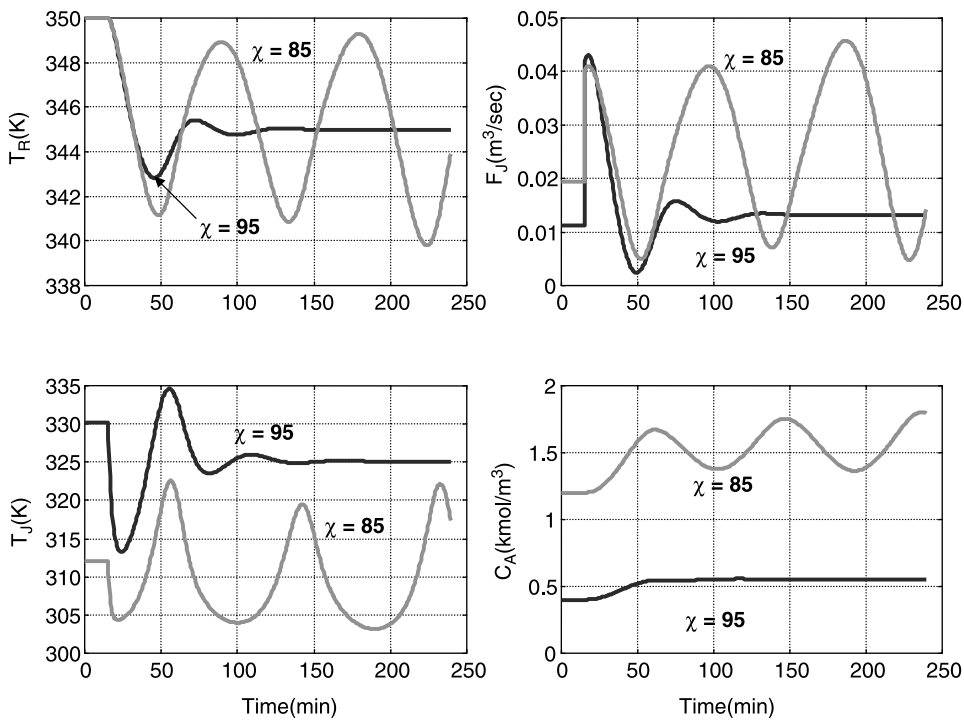 350
348
346
344
342
340
338
T_R(K)
χ = 85
χ = 95
0 50 100 150 200 250
0.05
0.04
0.03
0.02
0.01
0
F_J(m³/sec)
χ = 85
χ = 95
0 50 100 150 200 250
335
330
325
320
315
310
305
300
T_J(K)
χ = 95
χ = 85
0 50 100 150 200 250
Time(min)
2
1.5
1
0.5
0
C_A(kmol/m³)
χ = 85
χ = 95
0 50 100 150 200 250
Time(min)